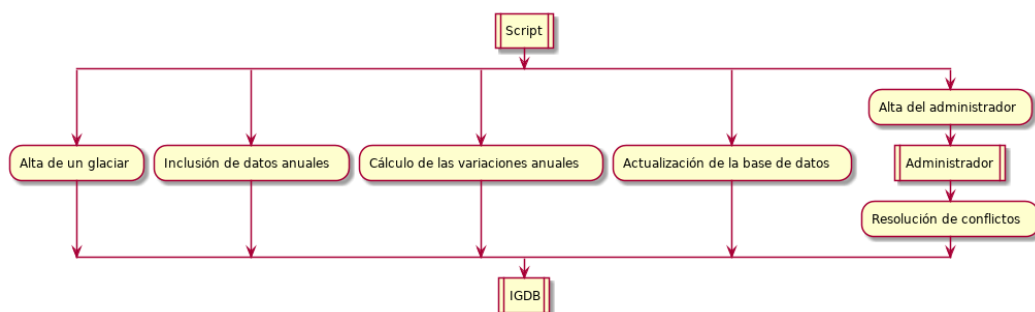 Script
Alta del administrador
Alta de un glaciar
Inclusión de datos anuales
Cálculo de las variaciones anuales
Actualización de la base de datos
Administrador
Resolución de conflictos
IGDB